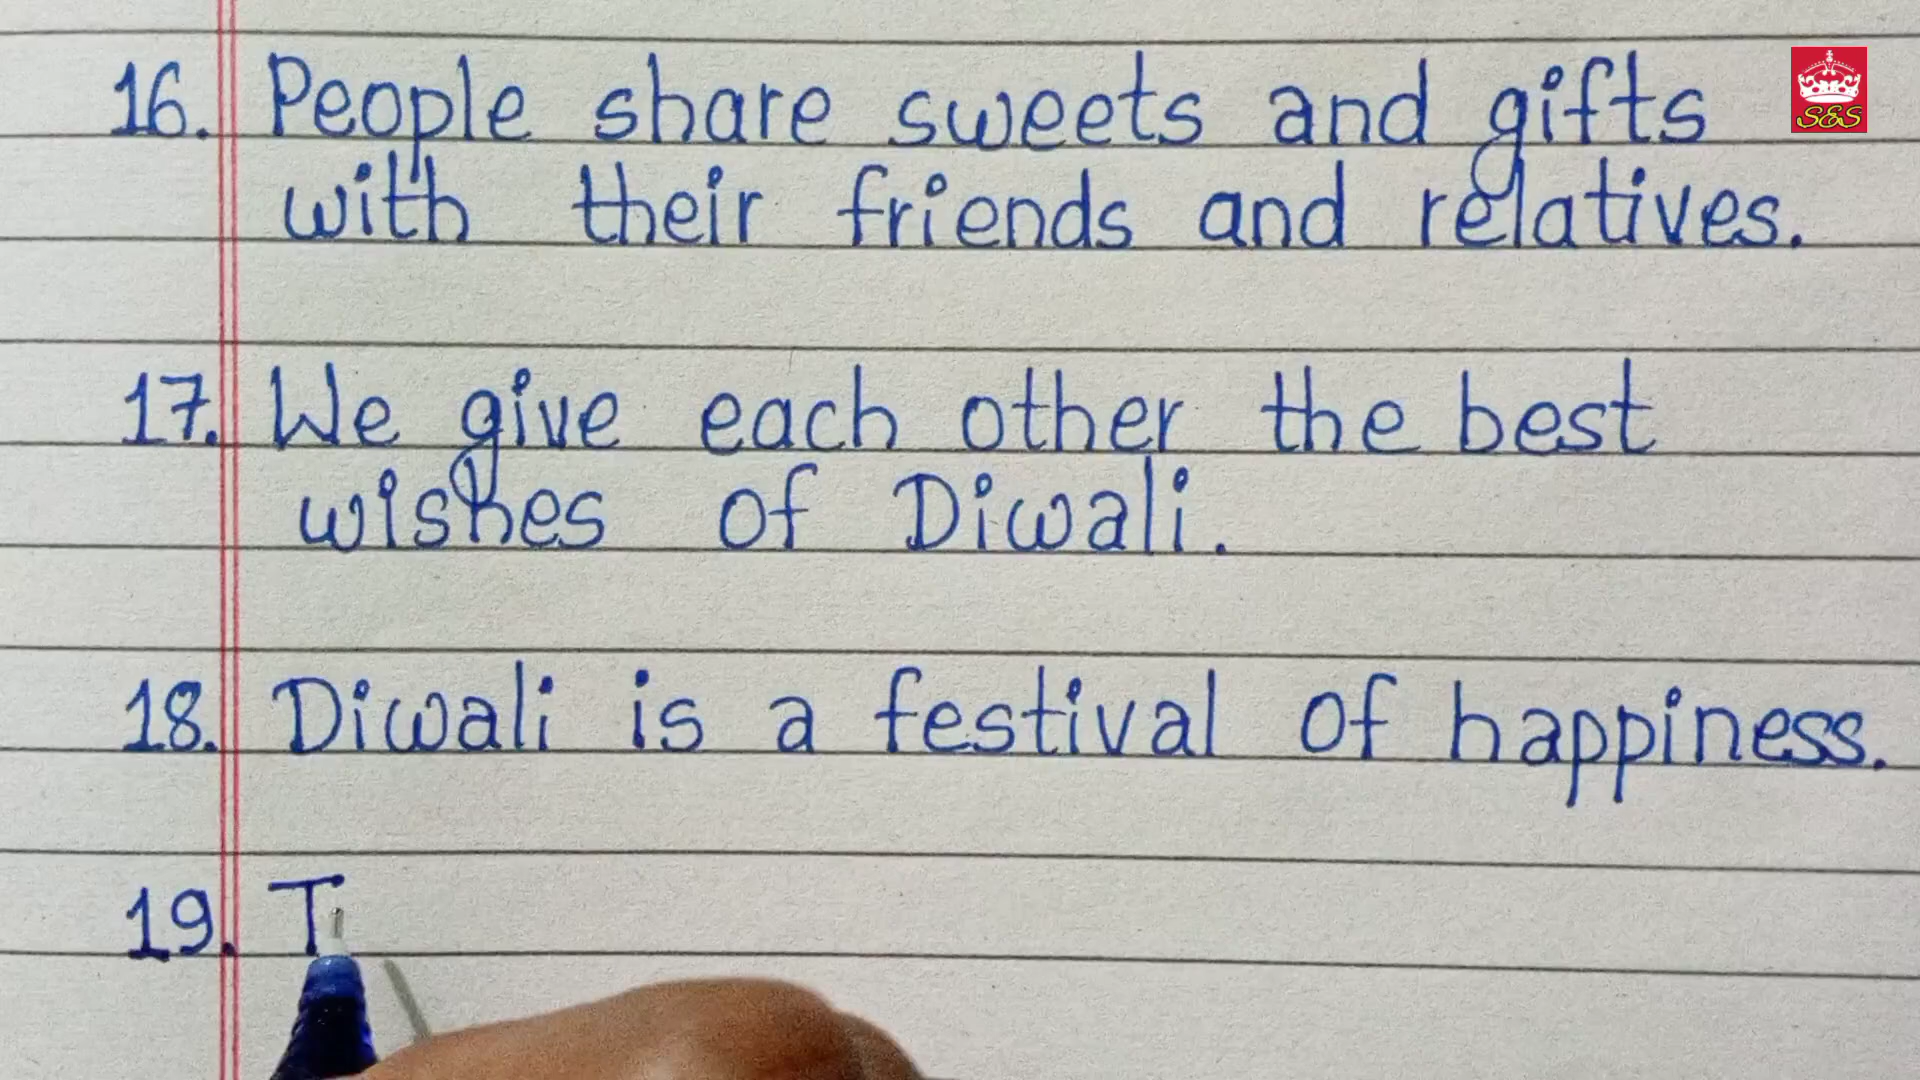 16. People share sweets and gifts
with their friends and relatives.
17. We give each other the best
wishes of Diwali.
18. Diwali is a festival of happiness.
19. T
S&S